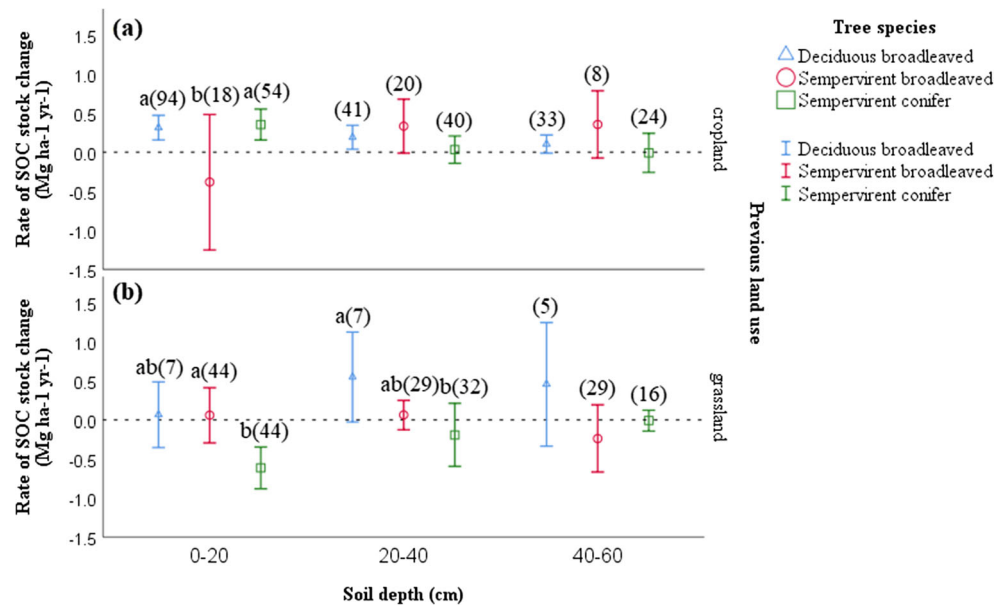 Tree species
Deciduous broadleaved
Sempervirent broadleaved
Sempervirent conifer
Deciduous broadleaved
Sempervirent broadleaved
Sempervirent conifer
Previous land use
Rate of SOC stock change
(Mg ha-1 yr-1)
(a)
1.5
1.0
0.5
0.0
-0.5
-1.0
-1.5
a(94) b(18) a(54)
(41) (20) (40)
(33) (8) (24)
cropland
Rate of SOC stock change
(Mg ha-1 yr-1)
(b)
1.5
1.0
0.5
0.0
-0.5
-1.0
-1.5
ab(7) a(44) b(44)
a(7) ab(29) b(32)
(5) (29) (16)
grassland
0-20 20-40 40-60
Soil depth (cm)